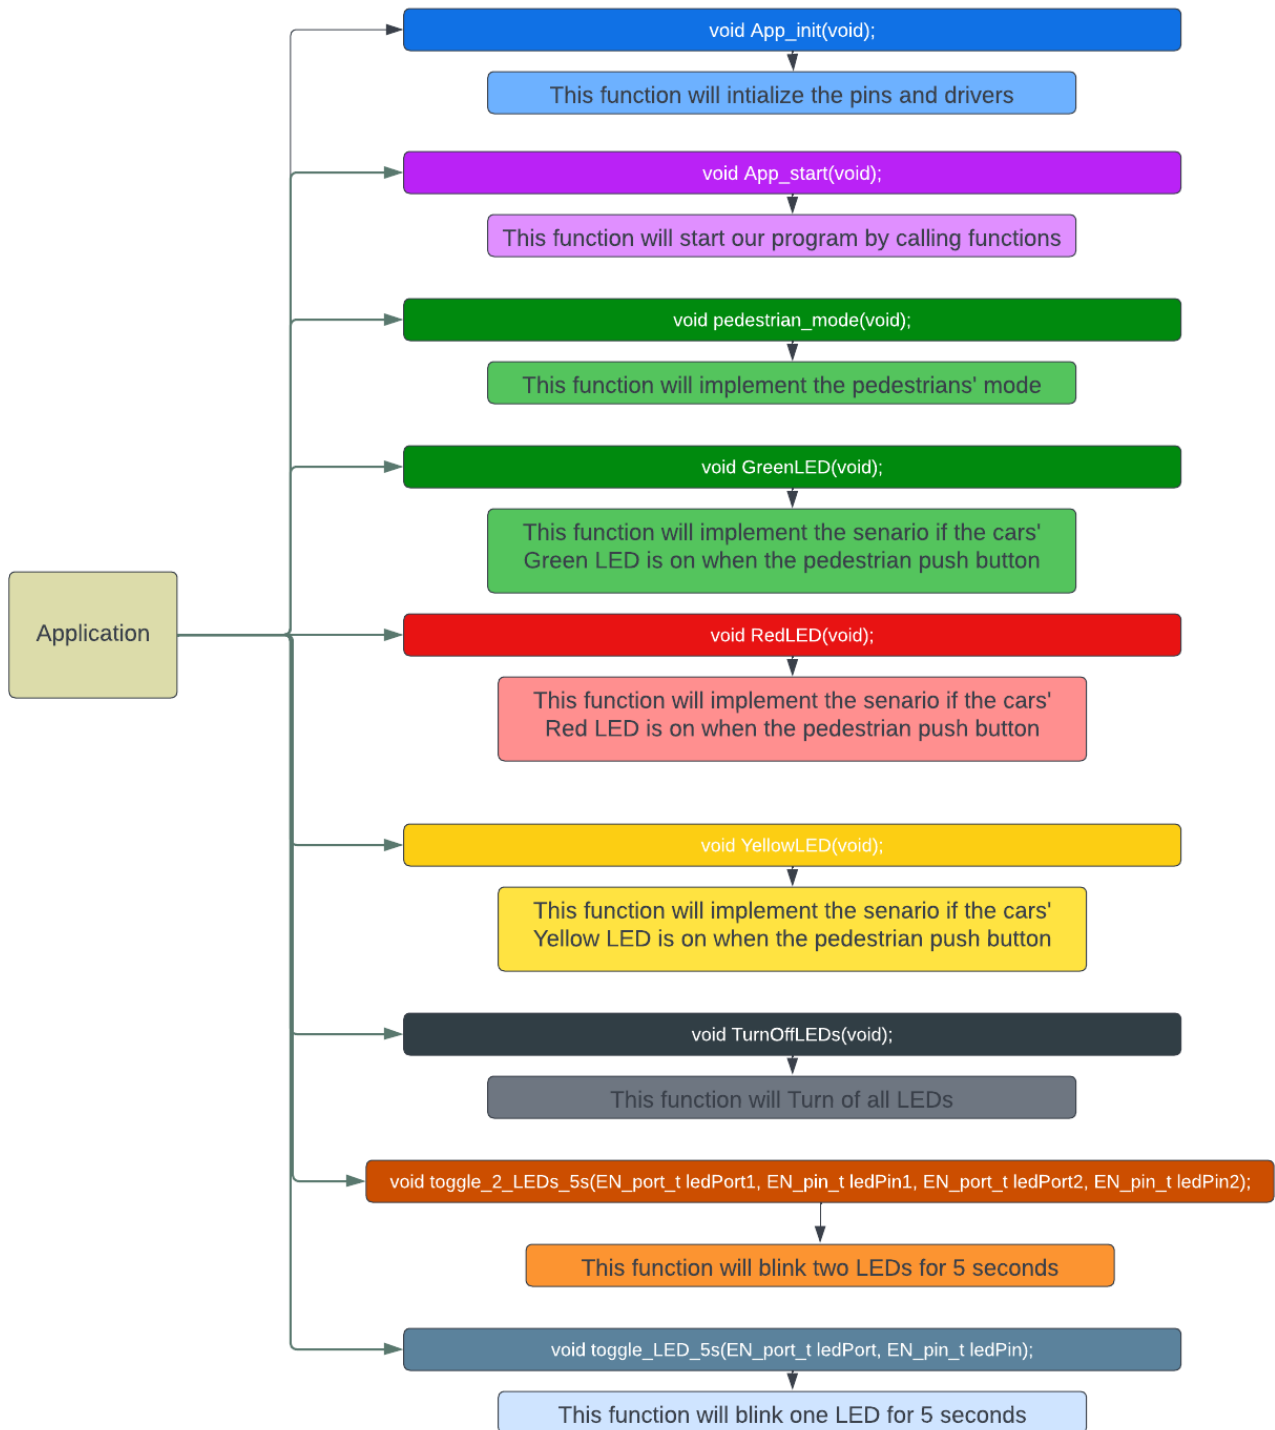 void App_init(void);
This function will intialize the pins and drivers
void App_start(void);
This function will start our program by calling functions
void pedestrian_mode(void);
This function will implement the pedestrians' mode
void GreenLED(void);
This function will implement the senario if the cars'
Green LED is on when the pedestrian push button
Application
void RedLED(void);
This function will implement the senario if the cars'
Red LED is on when the pedestrian push button
void YellowLED(void);
This function will implement the senario if the cars'
Yellow LED is on when the pedestrian push button
void TurnOffLEDs(void);
This function will Turn of all LEDs
void toggle_2_LEDs_5s(EN_port_t ledPort1, EN_pin_t ledPin1, EN_port_t ledPort2, EN_pin_t ledPin2);
This function will blink two LEDs for 5 seconds
void toggle_LED_5s(EN_port_t ledPort, EN_pin_t ledPin);
This function will blink one LED for 5 seconds